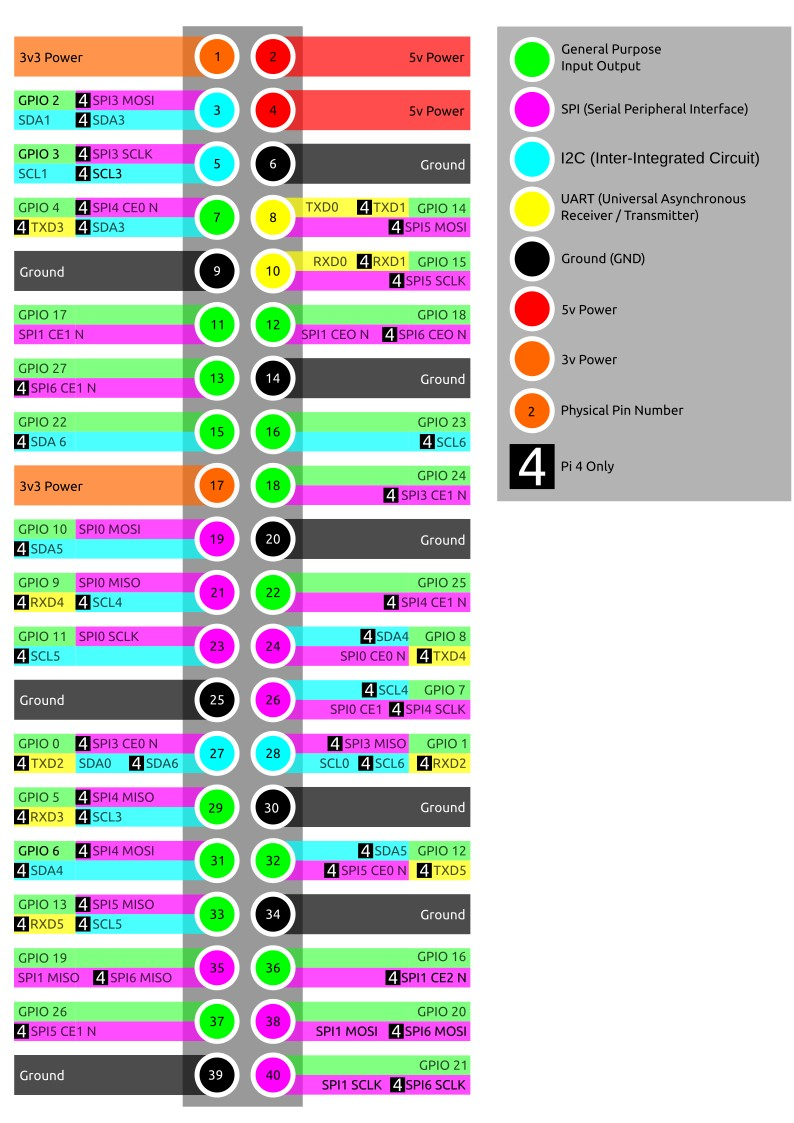 3v3 Power 1 2 5v Power
GPIO 2 4 SPI3 MOSI 3 4 5v Power
SDA1 4 SDA3
GPIO 3 4 SPI3 SCLK 5 6 Ground
SCL1 4 SCL3
GPIO 4 4 SPI4 CE0 N 7 8 TXD0 4 TXD1 GPIO 14
4 TXD3 4 SDA3 4 SPI5 MOSI
Ground 9 10 RXD0 4 RXD1 GPIO 15
4 SPI5 SCLK
GPIO 17 11 12 GPIO 18
SPI1 CE1 N SPI1 CEO N 4 SPI6 CEO N
GPIO 27 13 14 Ground
4 SPI6 CE1 N
GPIO 22 15 16 GPIO 23
4 SDA 6 4 SCL6
3v3 Power 17 18 GPIO 24
4 SPI3 CE1 N
GPIO 10 SPI0 MOSI 19 20 Ground
4 SDA5
GPIO 9 SPI0 MISO 21 22 GPIO 25
4 RXD4 4 SCL4 4 SPI4 CE1 N
GPIO 11 SPI0 SCLK 23 24 4 SDA4 GPIO 8
4 SCL5 SPI0 CE0 N 4 TXD4
Ground 25 26 4 SCL4 GPIO 7
SPI0 CE1 4 SPI4 SCLK
GPIO 0 4 SPI3 CE0 N 27 28 4 SPI3 MISO GPIO 1
4 TXD2 SDA0 4 SDA6 SCL0 4 SCL6 4 RXD2
GPIO 5 4 SPI4 MISO 29 30 Ground
4 RXD3 4 SCL3
GPIO 6 4 SPI4 MOSI 31 32 4 SDA5 GPIO 12
4 SDA4 4 SPI5 CE0 N 4 TXD5
GPIO 13 4 SPI5 MISO 33 34 Ground
4 RXD5 4 SCL5
GPIO 19 35 36 GPIO 16
SPI1 MISO 4 SPI6 MISO 4 SPI1 CE2 N
GPIO 26 37 38 GPIO 20
4 SPI5 CE1 N SPI1 MOSI 4 SPI6 MOSI
Ground 39 40 GPIO 21
SPI1 SCLK 4 SPI6 SCLK
General Purpose
Input Output
SPI (Serial Peripheral Interface)
I2C (Inter-Integrated Circuit)
UART (Universal Asynchronous
Receiver / Transmitter)
Ground (GND)
5v Power
3v Power
2 Physical Pin Number
4 Pi 4 Only